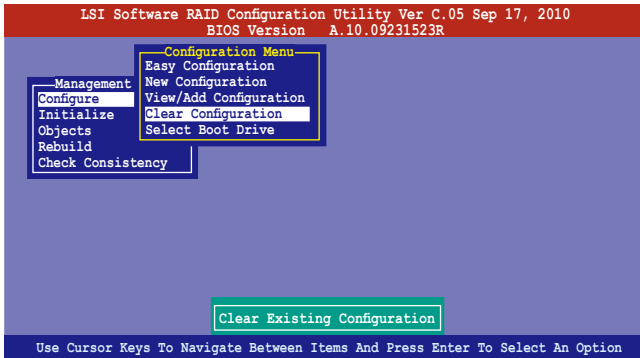 LSI Software RAID Configuration Utility Ver C.05 Sep 17, 2010
BIOS Version A.10.09231523R
Configuration Menu
Easy Configuration
New Configuration
View/Add Configuration
Clear Configuration
Select Boot Drive
Management
Configure
Initialize
Objects
Rebuild
Check Consistency
Clear Existing Configuration
Use Cursor Keys To Navigate Between Items And Press Enter To Select An Option